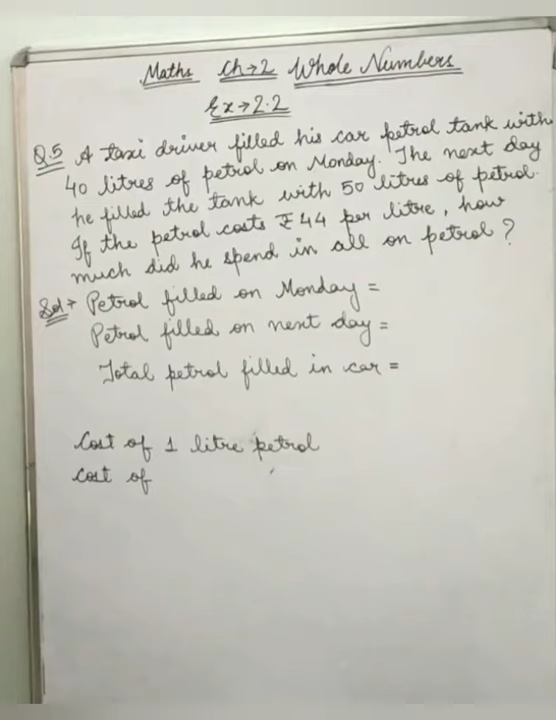 Maths Ch→2 Whole Numbers
Ex→2.2
Q.5 A taxi driver filled his car petrol tank with
40 litres of petrol on Monday. The next day
he filled the tank with 50 litres of petrol.
If the petrol costs ₹44 per litre, how
much did he spend in all on petrol?
Sol→ Petrol filled on Monday =
Petrol filled on next day =
Total petrol filled in car =
Cost of 1 litre petrol
Cost of